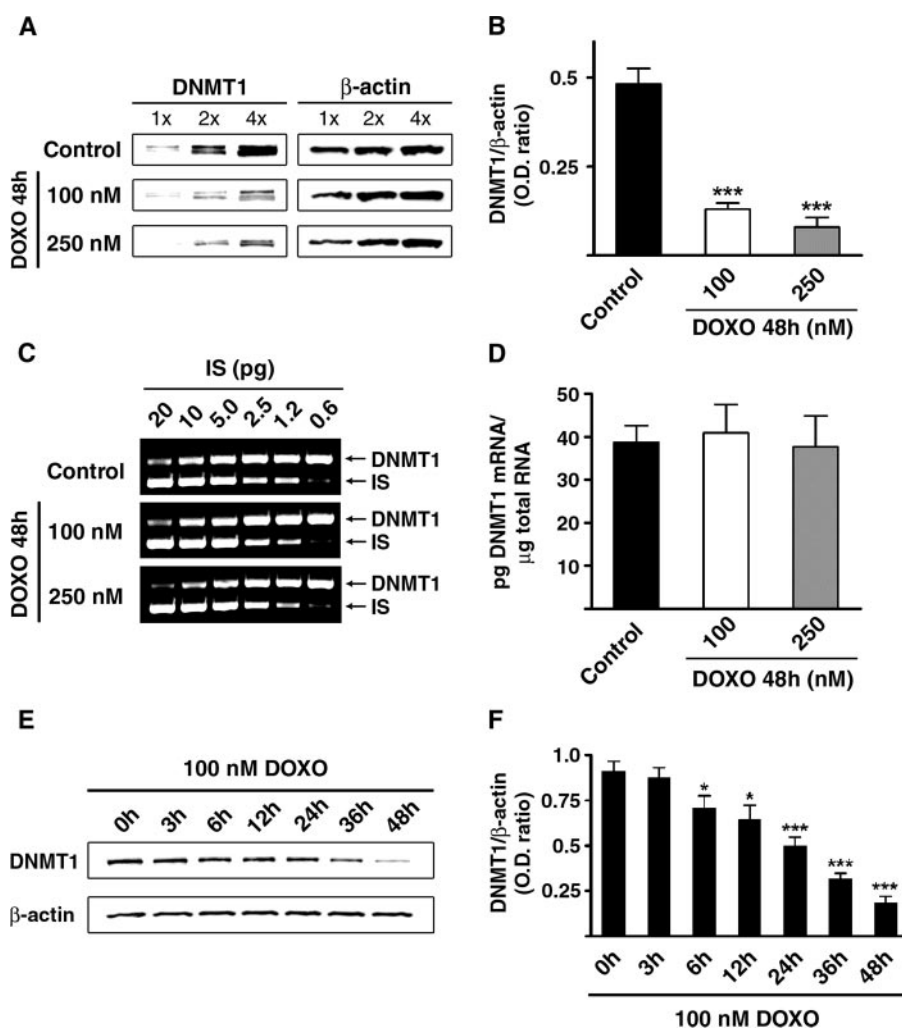 A
DNMT1 β-actin
1x 2x 4x 1x 2x 4x
Control
DOXO 48h
100 nM
250 nM
B
DNMT1/β-actin
(O.D. ratio)
0.5
0.25
***
***
Control
100
250
DOXO 48h (nM)
C
IS (pg)
20 10 5.0 2.5 1.2 0.6
Control
←DNMT1
←IS
DOXO 48h
100 nM
←DNMT1
←IS
250 nM
←DNMT1
←IS
D
pg DNMT1 mRNA/
μg total RNA
50
40
30
20
10
Control
100
250
DOXO 48h (nM)
E
100 nM DOXO
0h 3h 6h 12h 24h 36h 48h
DNMT1
β-actin
F
DNMT1/β-actin
(O.D. ratio)
1.0
0.75
0.5
0.25
*
*
***
***
***
0h 3h 6h 12h 24h 36h 48h
100 nM DOXO